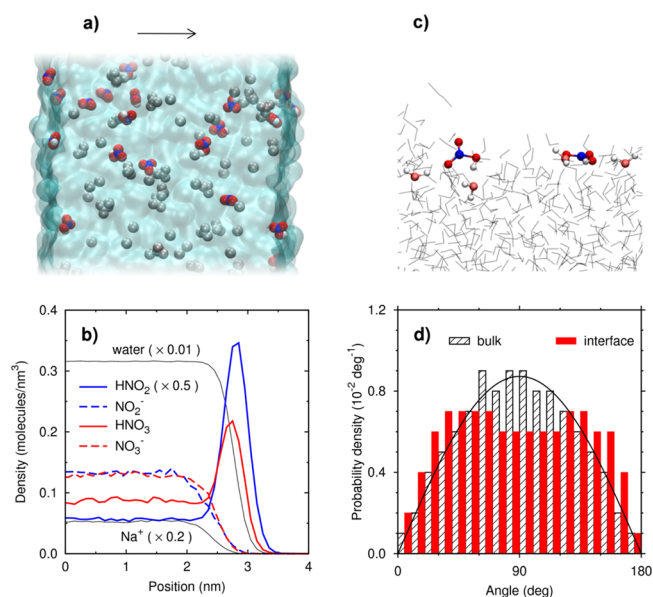 a)
c)
b)
0.4
0.3
0.2
0.1
0.0
Density (molecules/nm³)
water (× 0.01)
HNO₂ (× 0.5)
NO₂⁻
HNO₃
NO₃⁻
Na⁺ (× 0.2)
0 1 2 3 4
Position (nm)
d)
1.2
0.8
0.4
0.0
Probability density (10⁻² deg⁻¹)
bulk
interface
0 90 180
Angle (deg)